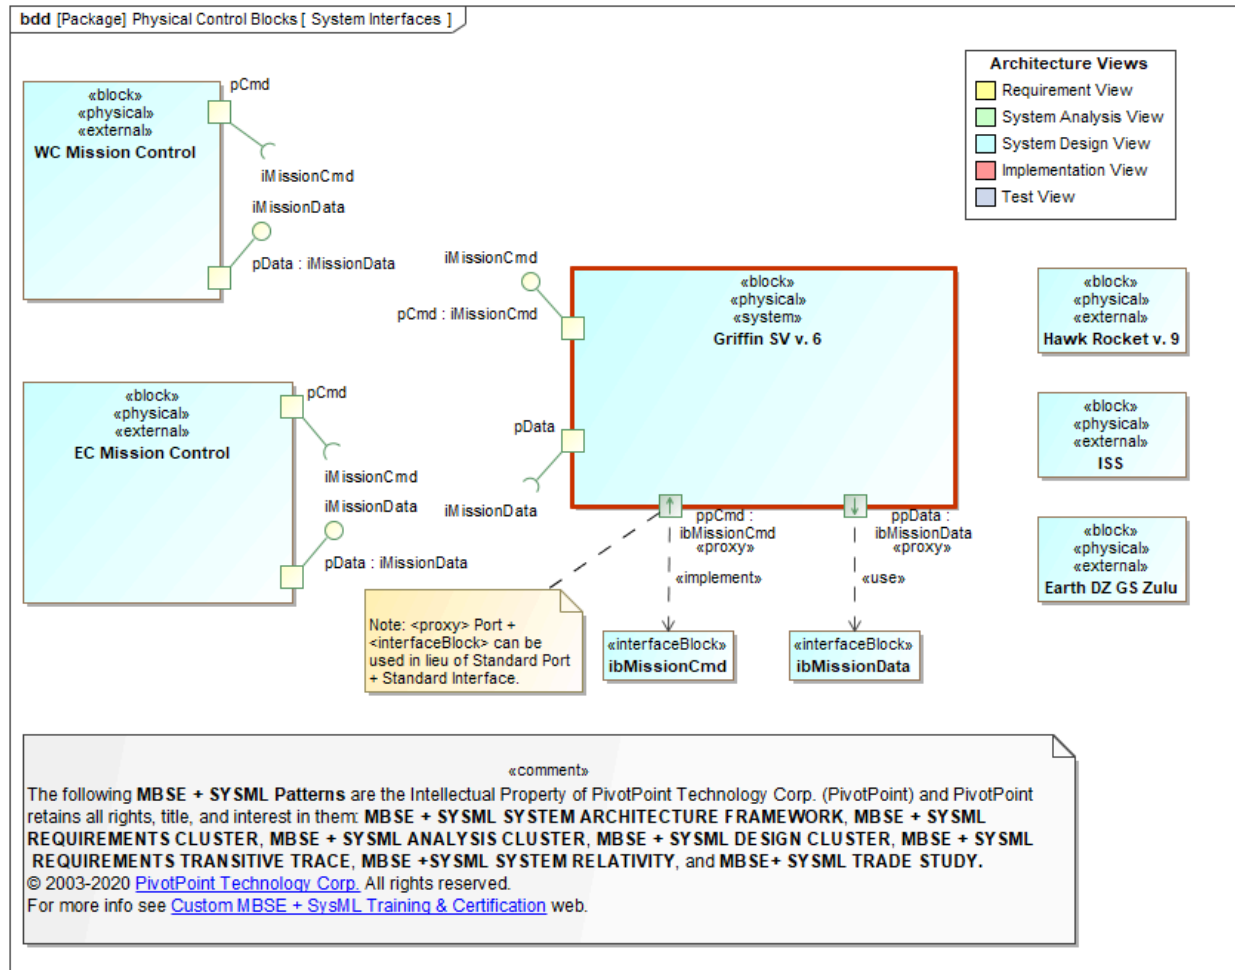 bdd [Package] Physical Control Blocks [ System Interfaces ]
Architecture Views
Requirement View
System Analysis View
System Design View
Implementation View
Test View
«block»
«physical»
«external»
WC Mission Control
pCmd
iMissionCmd
iMissionData
pData : iMissionData
«block»
«physical»
«external»
EC Mission Control
pCmd
iMissionCmd
iMissionData
pData : iMissionData
iMissionCmd
pCmd : iMissionCmd
pData
iMissionData
«block»
«physical»
«system»
Griffin SV v. 6
ppCmd :
ibMissionCmd
«proxy»
ppData :
ibMissionData
«proxy»
«implement»
«use»
«interfaceBlock»
ibMissionCmd
«interfaceBlock»
ibMissionData
«block»
«physical»
«external»
Hawk Rocket v. 9
«block»
«physical»
«external»
ISS
«block»
«physical»
«external»
Earth DZ GS Zulu
Note: <proxy> Port +
<interfaceBlock> can be
used in lieu of Standard Port
+ Standard Interface.
«comment»
The following MBSE + SYSML Patterns are the Intellectual Property of PivotPoint Technology Corp. (PivotPoint) and PivotPoint
retains all rights, title, and interest in them: MBSE + SYSML SYSTEM ARCHITECTURE FRAMEWORK, MBSE + SYSML
REQUIREMENTS CLUSTER, MBSE + SYSML ANALYSIS CLUSTER, MBSE + SYSML DESIGN CLUSTER, MBSE + SYSML
REQUIREMENTS TRANSITIVE TRACE, MBSE +SYSML SYSTEM RELATIVITY, and MBSE+ SYSML TRADE STUDY.
© 2003-2020 PivotPoint Technology Corp. All rights reserved.
For more info see Custom MBSE + SysML Training & Certification web.